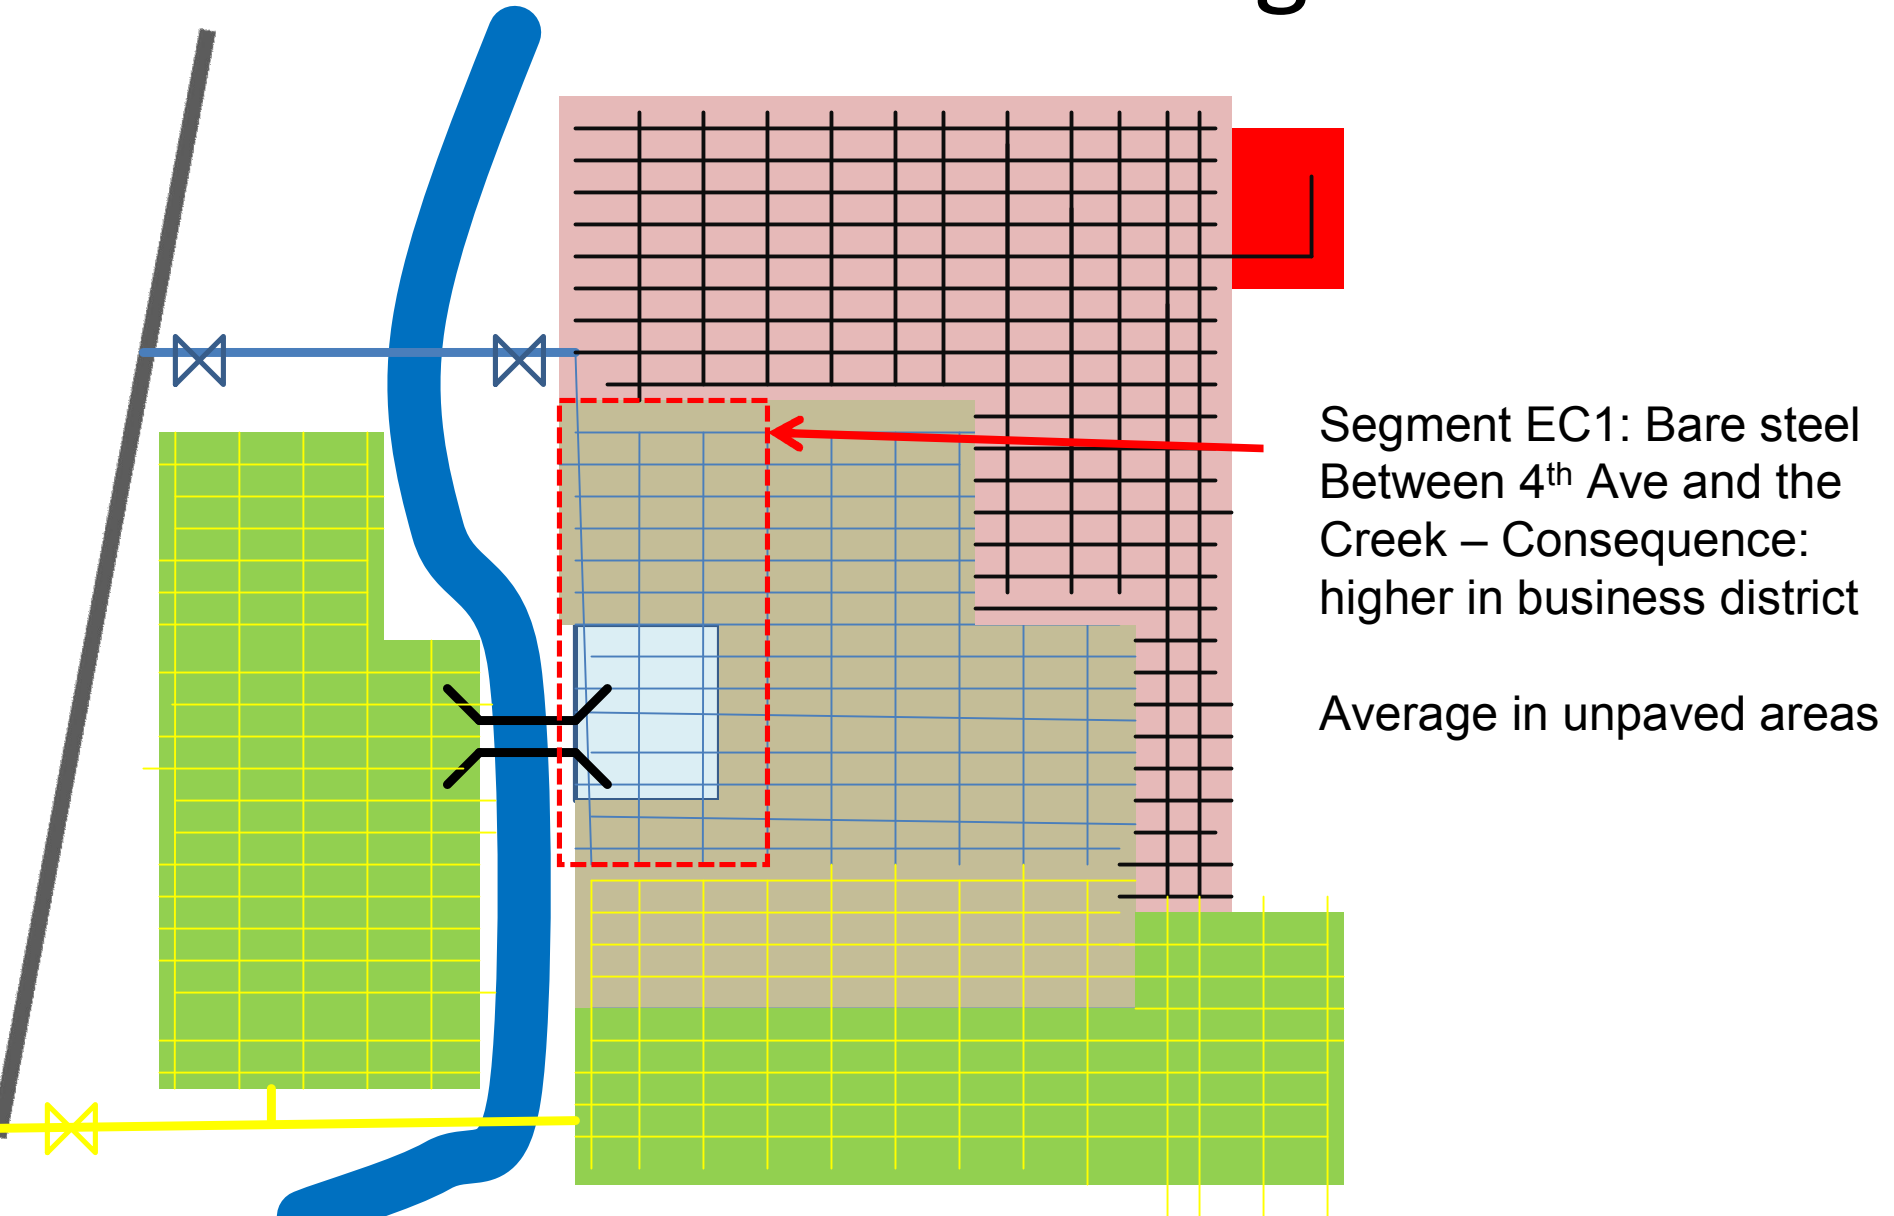 Segment EC1: Bare steel
Between 4th Ave and the
Creek – Consequence:
higher in business district
Average in unpaved areas